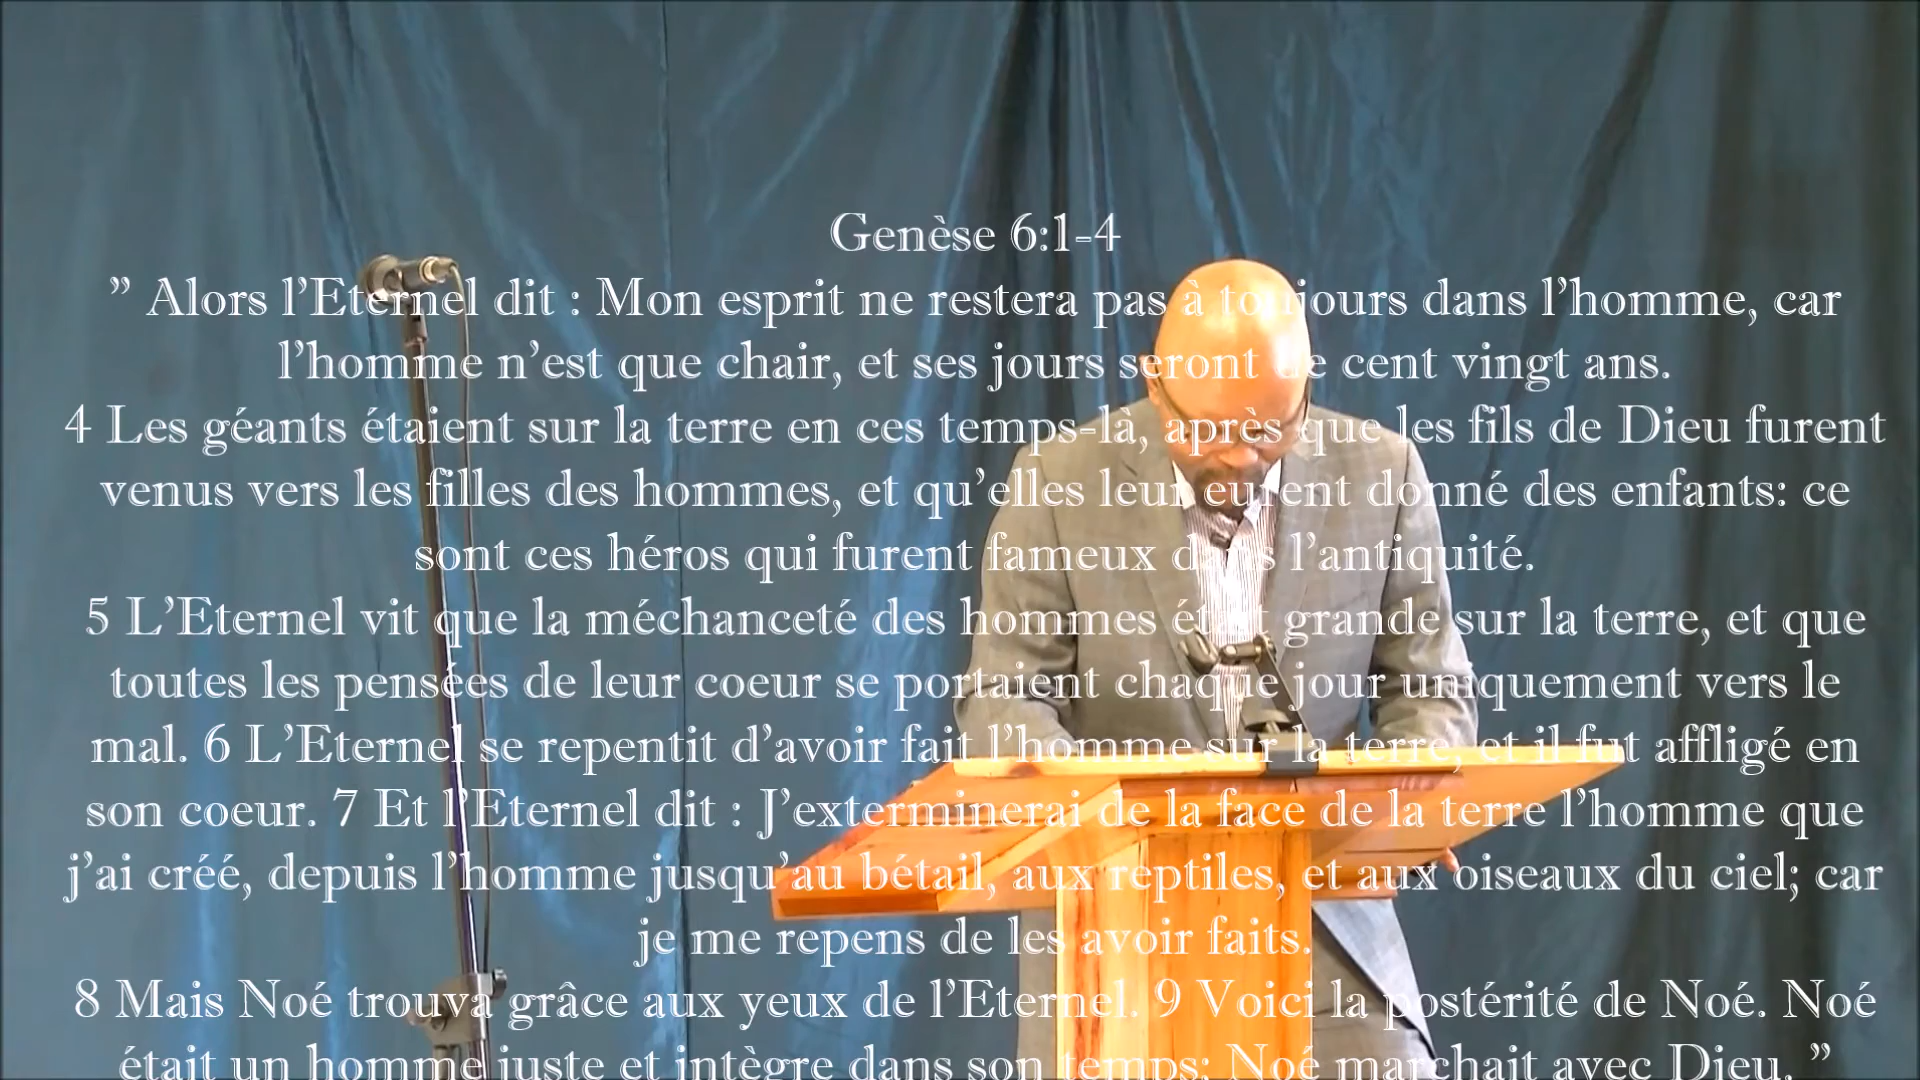 Genèse 6:1-4
” Alors l’Eternel dit : Mon esprit ne restera pas à toujours dans l’homme, car
l’homme n’est que chair, et ses jours seront de cent vingt ans.
4 Les géants étaient sur la terre en ces temps-là, après que les fils de Dieu furent
venus vers les filles des hommes, et qu’elles leur eurent donné des enfants: ce
sont ces héros qui furent fameux dans l’antiquité.
5 L’Eternel vit que la méchanceté des hommes était grande sur la terre, et que
toutes les pensées de leur coeur se portaient chaque jour uniquement vers le
mal. 6 L’Eternel se repentit d’avoir fait l’homme sur la terre, et il fut affligé en
son coeur. 7 Et l’Eternel dit : J’exterminerai de la face de la terre l’homme que
j’ai créé, depuis l’homme jusqu’au bétail, aux reptiles, et aux oiseaux du ciel; car
je me repens de les avoir faits.
8 Mais Noé trouva grâce aux yeux de l’Eternel. 9 Voici la postérité de Noé. Noé
était un homme juste et intègre dans son temps; Noé marchait avec Dieu. ”